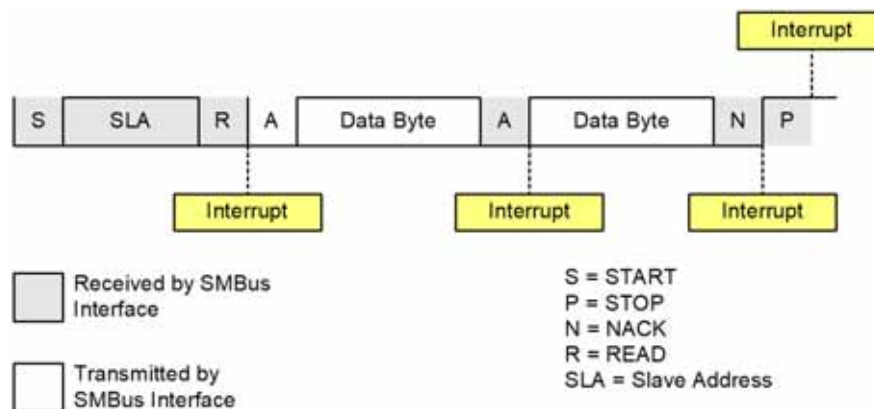 Interrupt
S SLA R A Data Byte A Data Byte N P
Interrupt Interrupt Interrupt
Received by SMBus
Interface
Transmitted by
SMBus Interface
S = START
P = STOP
N = NACK
R = READ
SLA = Slave Address